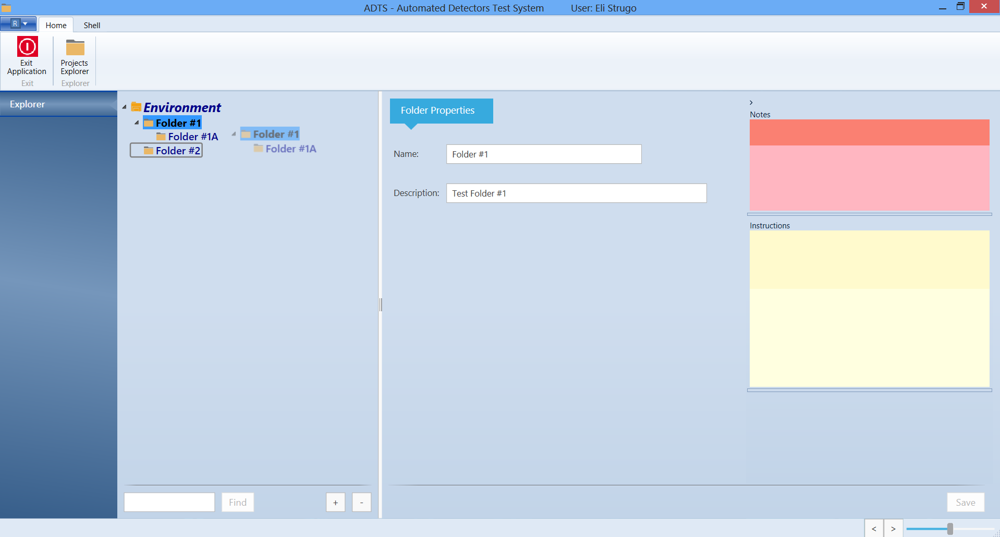 ADTS - Automated Detectors Test System User: Eli Strugo
R
Home Shell
Exit Application
Projects Explorer
Exit
Explorer
Explorer
Environment
Folder #1
Folder #1A
Folder #2
Folder #1
Folder #1A
Find
+
-
Folder Properties
Name: Folder #1
Description: Test Folder #1
>
Notes
Instructions
Save
< >